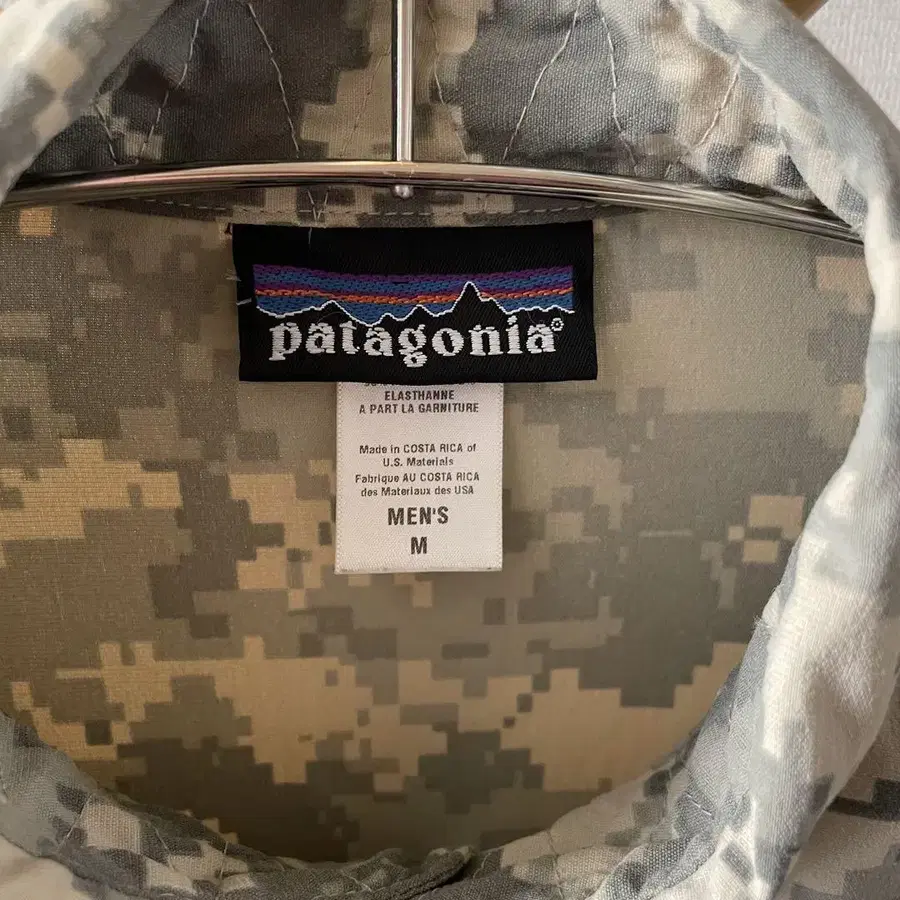 patagonia®
ELASTHANNE
A PART LA GARNITURE
Made in COSTA RICA of
U.S. Materials
Fabrique AU COSTA RICA
des Materiaux des USA
MEN'S
M